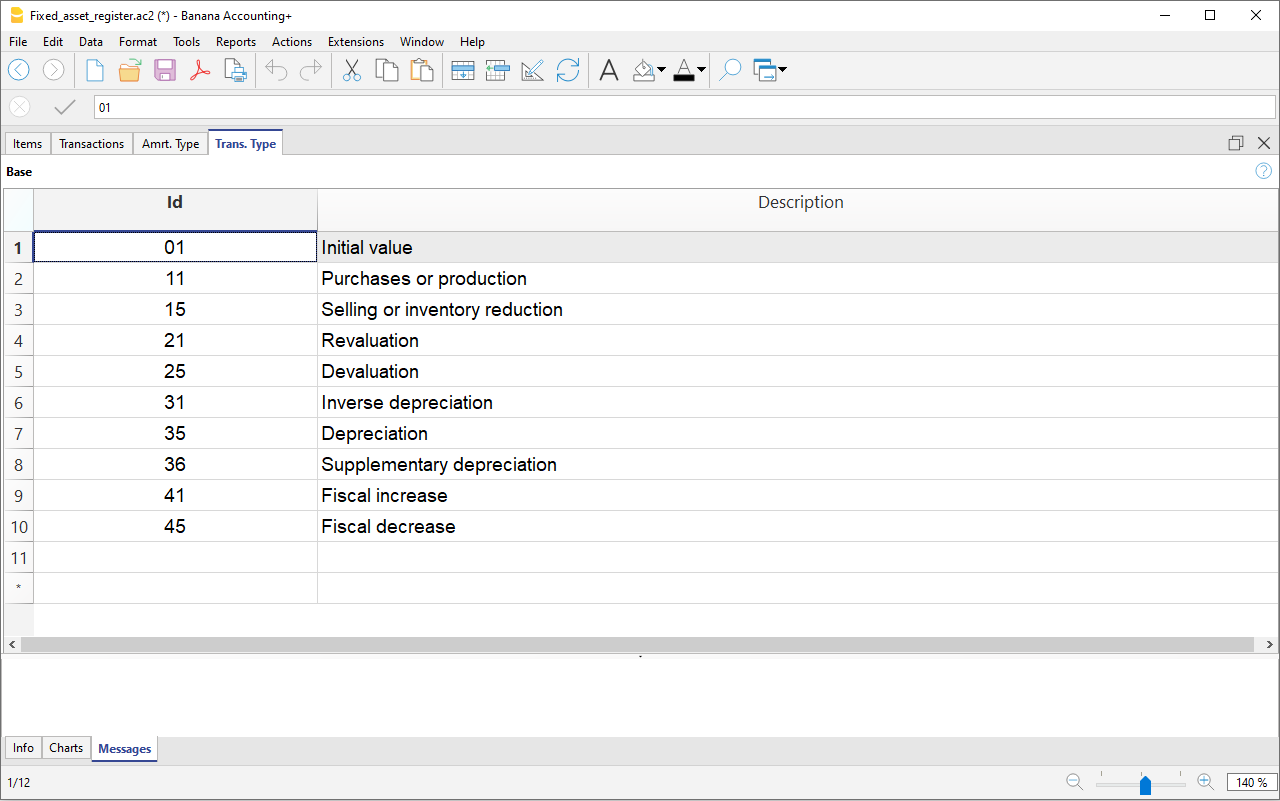 Fixed_asset_register.ac2 (*) - Banana Accounting+
File Edit Data Format Tools Reports Actions Extensions Window Help
01
Items Transactions Amrt. Type Trans. Type
Base
Id Description
1 01 Initial value
2 11 Purchases or production
3 15 Selling or inventory reduction
4 21 Revaluation
5 25 Devaluation
6 31 Inverse depreciation
7 35 Depreciation
8 36 Supplementary depreciation
9 41 Fiscal increase
10 45 Fiscal decrease
11
*
Info Charts Messages
1/12 140 %